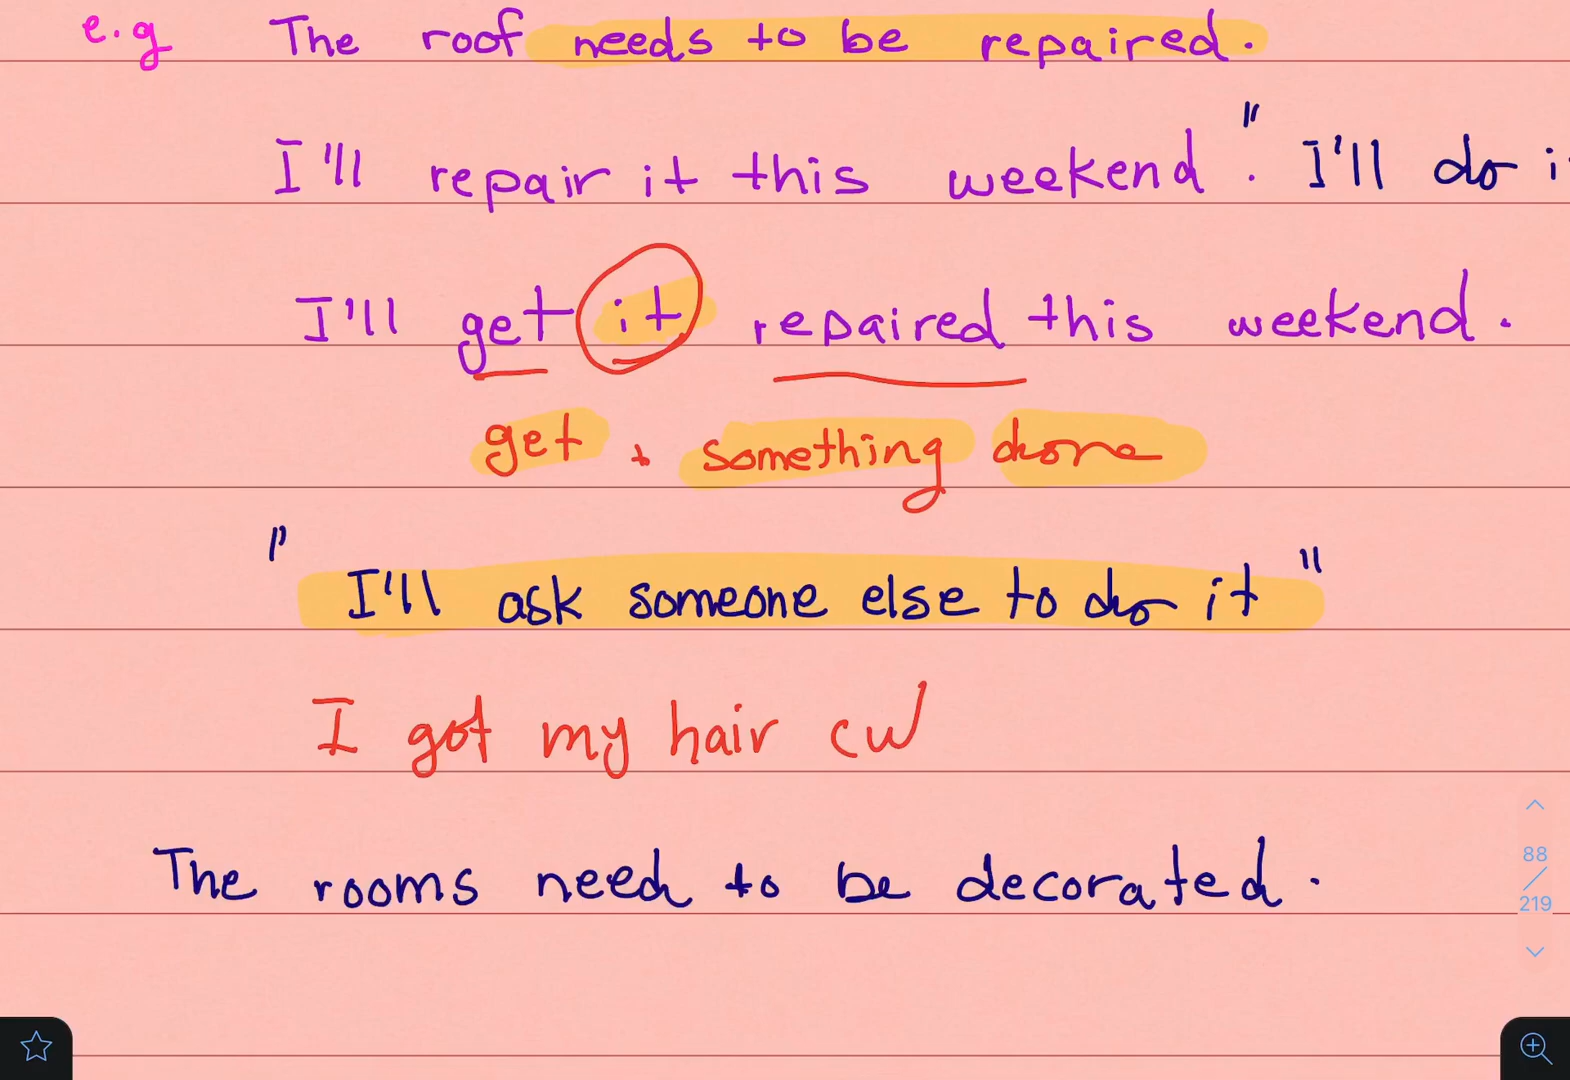 e.g The roof needs to be repaired.
I'll repair it this weekend. " I'll do i
I'll get it repaired this weekend.
get + something done
" I'll ask someone else to do it "
I got my hair cut
The rooms need to be decorated.
88
219